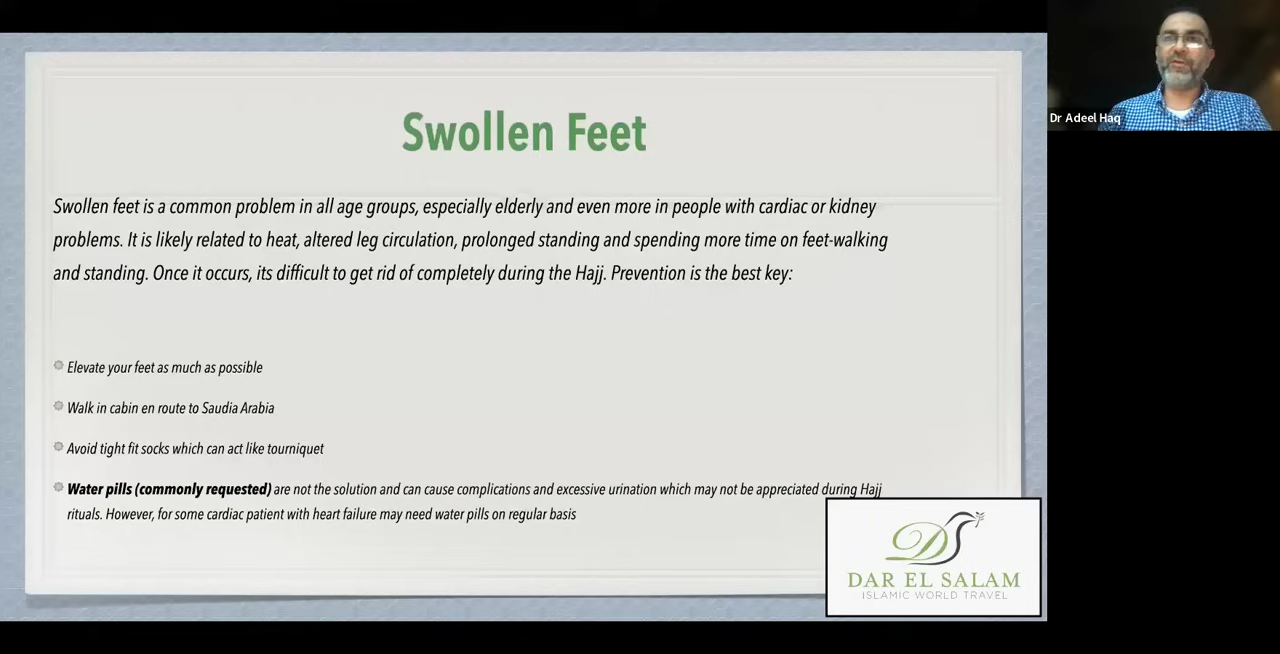 Swollen Feet
Swollen feet is a common problem in all age groups, especially elderly and even more in people with cardiac or kidney
problems. It is likely related to heat, altered leg circulation, prolonged standing and spending more time on feet-walking
and standing. Once it occurs, its difficult to get rid of completely during the Hajj. Prevention is the best key:
Elevate your feet as much as possible
Walk in cabin en route to Saudia Arabia
Avoid tight fit socks which can act like tourniquet
Water pills (commonly requested) are not the solution and can cause complications and excessive urination which may not be appreciated during Hajj
rituals. However, for some cardiac patient with heart failure may need water pills on regular basis
DS
DAR EL SALAM
ISLAMIC WORLD TRAVEL
Dr Adeel Haq